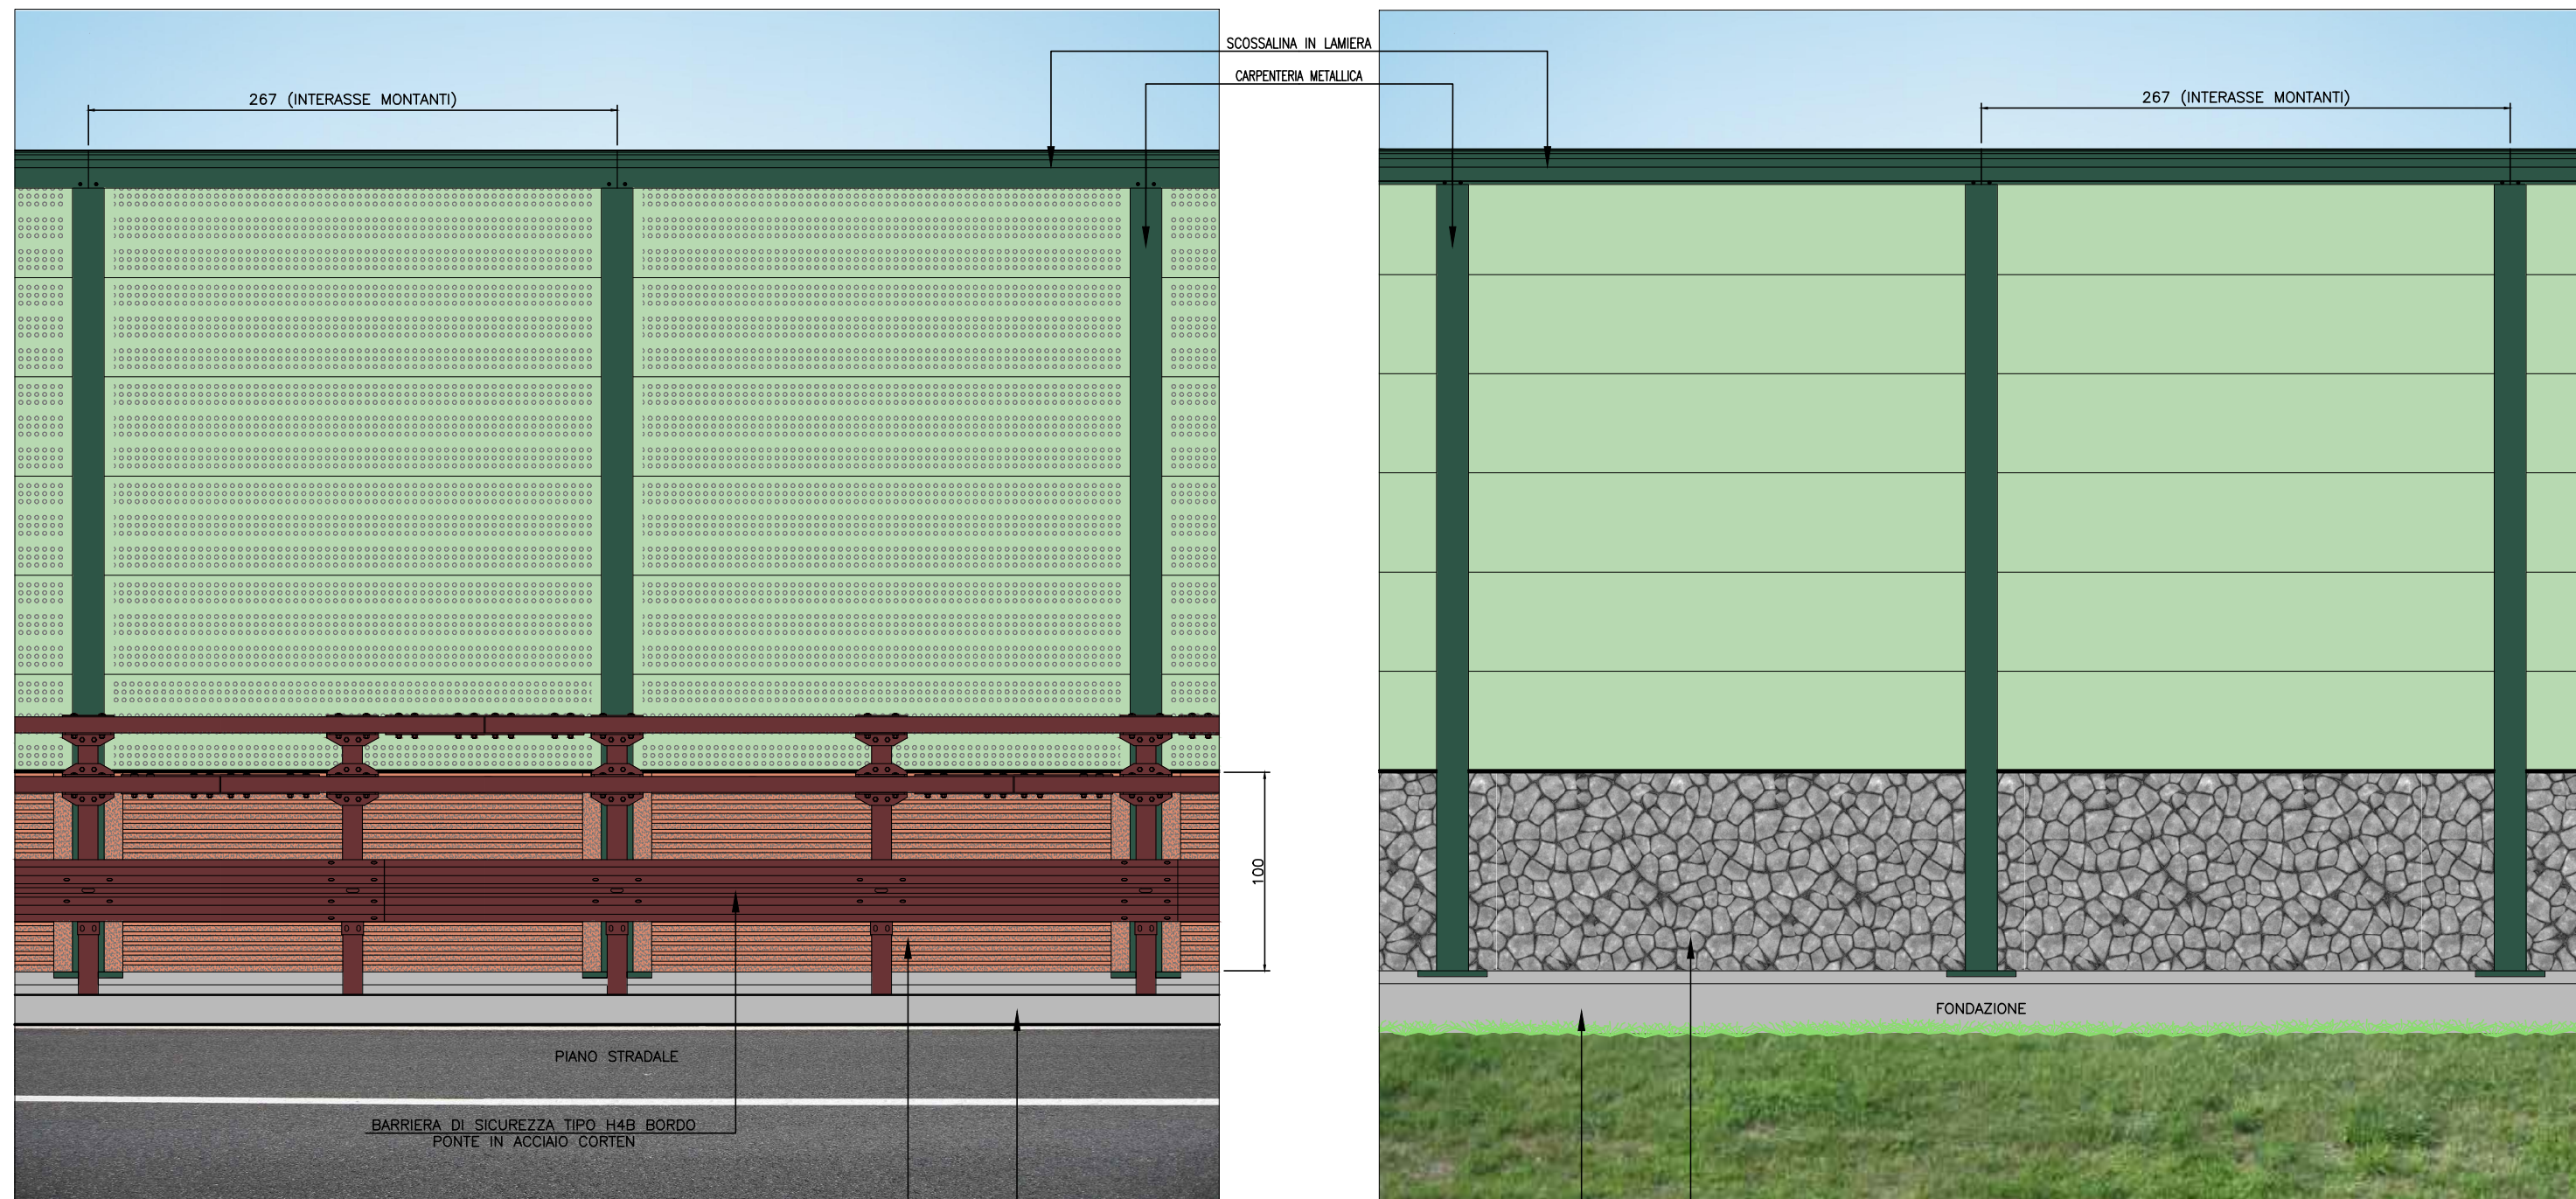 SCOSSALINA IN LAMIERA
CARPENTERIA METALLICA
267 (INTERASSE MONTANTI)
267 (INTERASSE MONTANTI)
100
FONDAZIONE
PIANO STRADALE
BARRIERA DI SICUREZZA TIPO H4B BORDO
PONTE IN ACCIAIO CORTEN